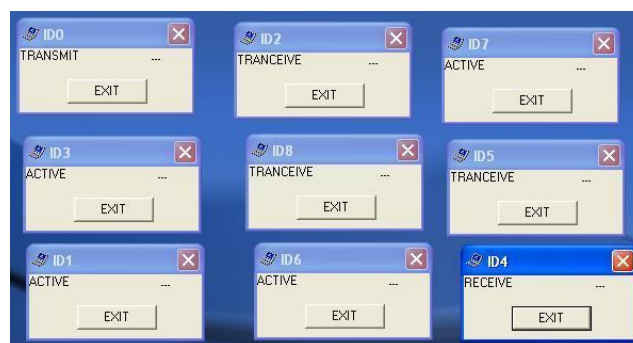 ID0
TRANSMIT ...
EXIT
ID2
TRANCEIVE ...
EXIT
ID7
ACTIVE ...
EXIT
ID3
ACTIVE ...
EXIT
ID8
TRANCEIVE ...
EXIT
ID5
TRANCEIVE ...
EXIT
ID1
ACTIVE ...
EXIT
ID6
ACTIVE ...
EXIT
ID4
RECEIVE ...
EXIT